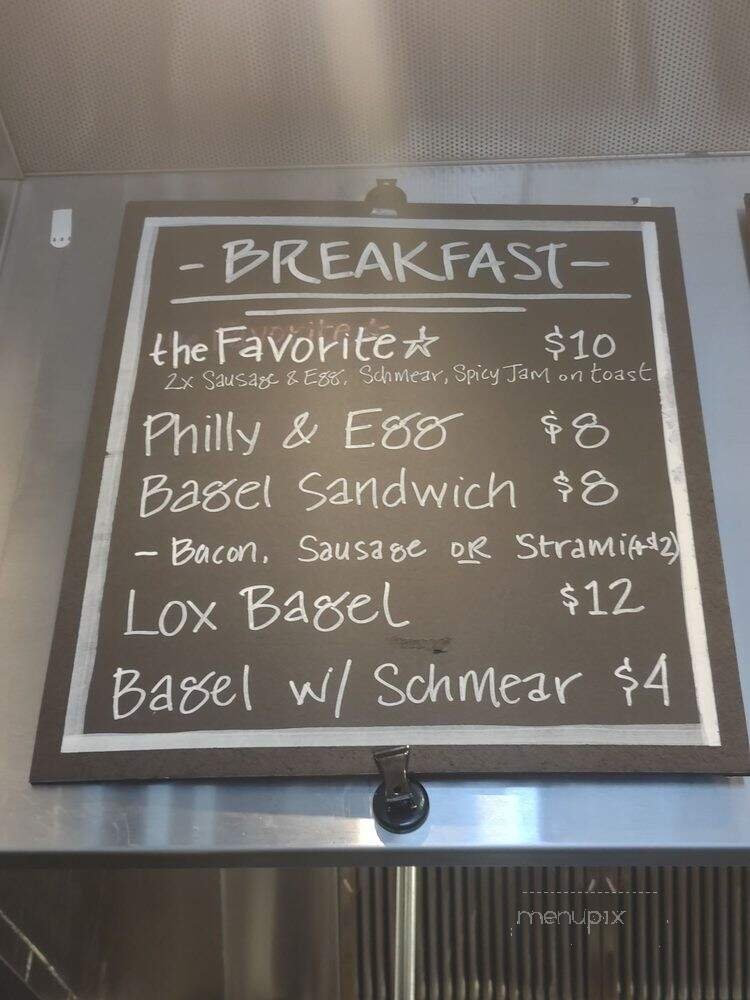 - BREAKFAST -
the Favorite ☆ $10
2x Sausage & Egg, Schmear, Spicy Jam on toast
Philly & Egg $8
Bagel Sandwich $8
- Bacon, Sausage OR Strami (+$2)
Lox Bagel $12
Bagel w/ Schmear $4
menupix